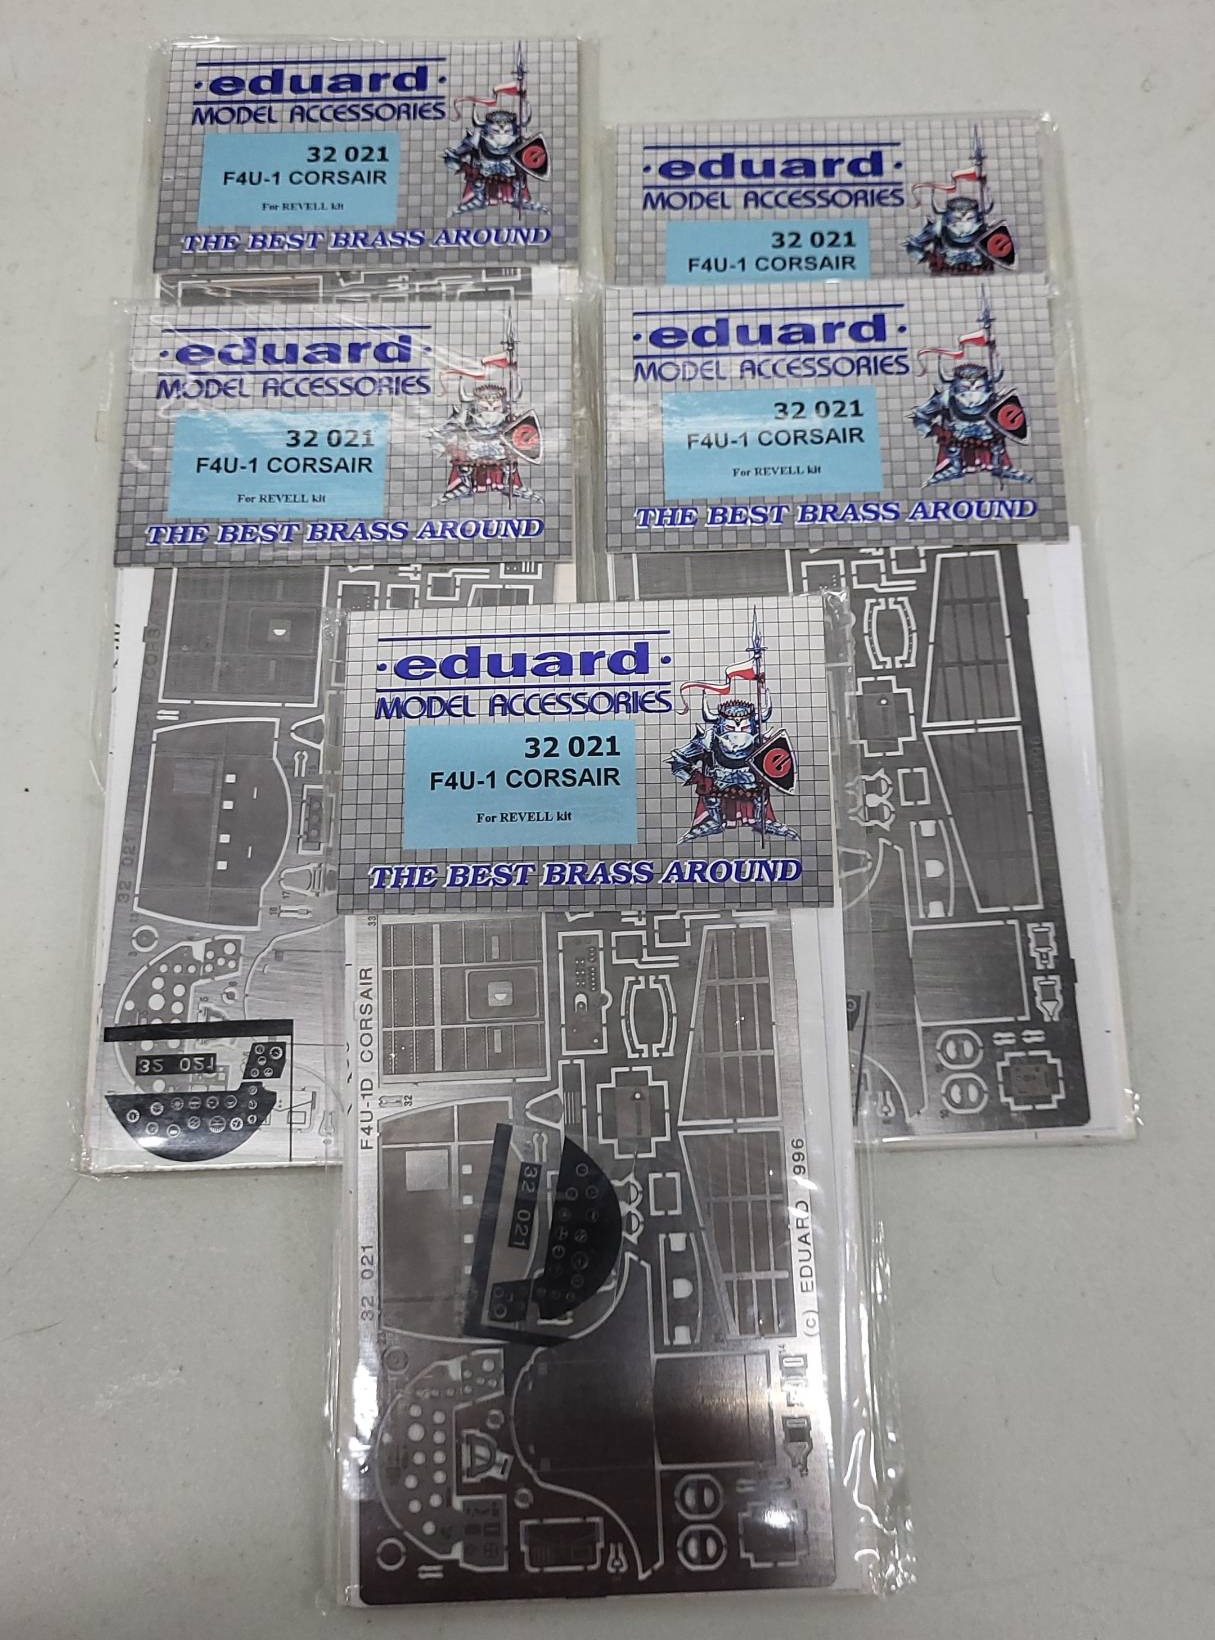 ·eduard·
MODEL ACCESSORIES
e
32 021
F4U-1 CORSAIR
For REVELL kit
THE BEST BRASS AROUND
·eduard·
MODEL ACCESSORIES
e
32 021
F4U-1 CORSAIR
·eduard·
MODEL ACCESSORIES
e
32 021
F4U-1 CORSAIR
For REVELL kit
THE BEST BRASS AROUND
32 021
32 021
·eduard·
MODEL ACCESSORIES
e
32 021
F4U-1 CORSAIR
For REVELL kit
THE BEST BRASS AROUND
·eduard·
MODEL ACCESSORIES
e
32 021
F4U-1 CORSAIR
For REVELL kit
THE BEST BRASS AROUND
33
32
32 021 F4U-1D CORSAIR
32 021
(c) EDUARD 1996